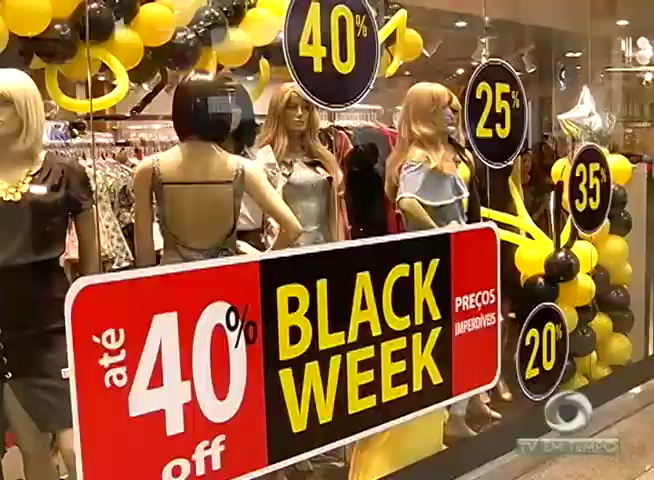 40%
25%
35%
até
40%
off
BLACK
WEEK
PREÇOS
IMPERDÍVEIS
20%
TV EM TEMPO